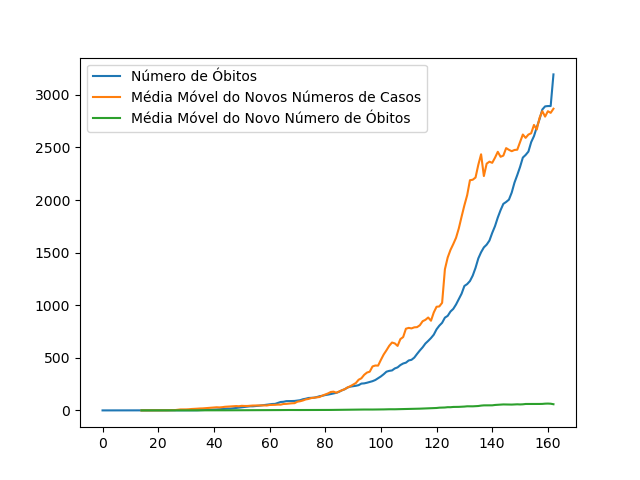 Número de Óbitos
Média Móvel do Novos Números de Casos
Média Móvel do Novo Número de Óbitos
3000
2500
2000
1500
1000
500
0
0 20 40 60 80 100 120 140 160